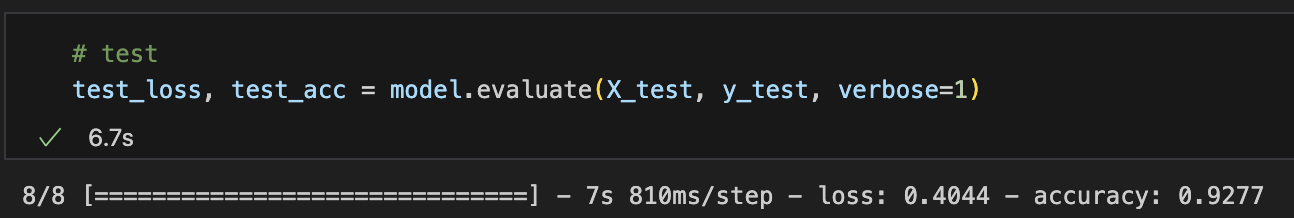 # test
test_loss, test_acc = model.evaluate(X_test, y_test, verbose=1)
✓ 6.7s
8/8 [==============================] - 7s 810ms/step - loss: 0.4044 - accuracy: 0.9277